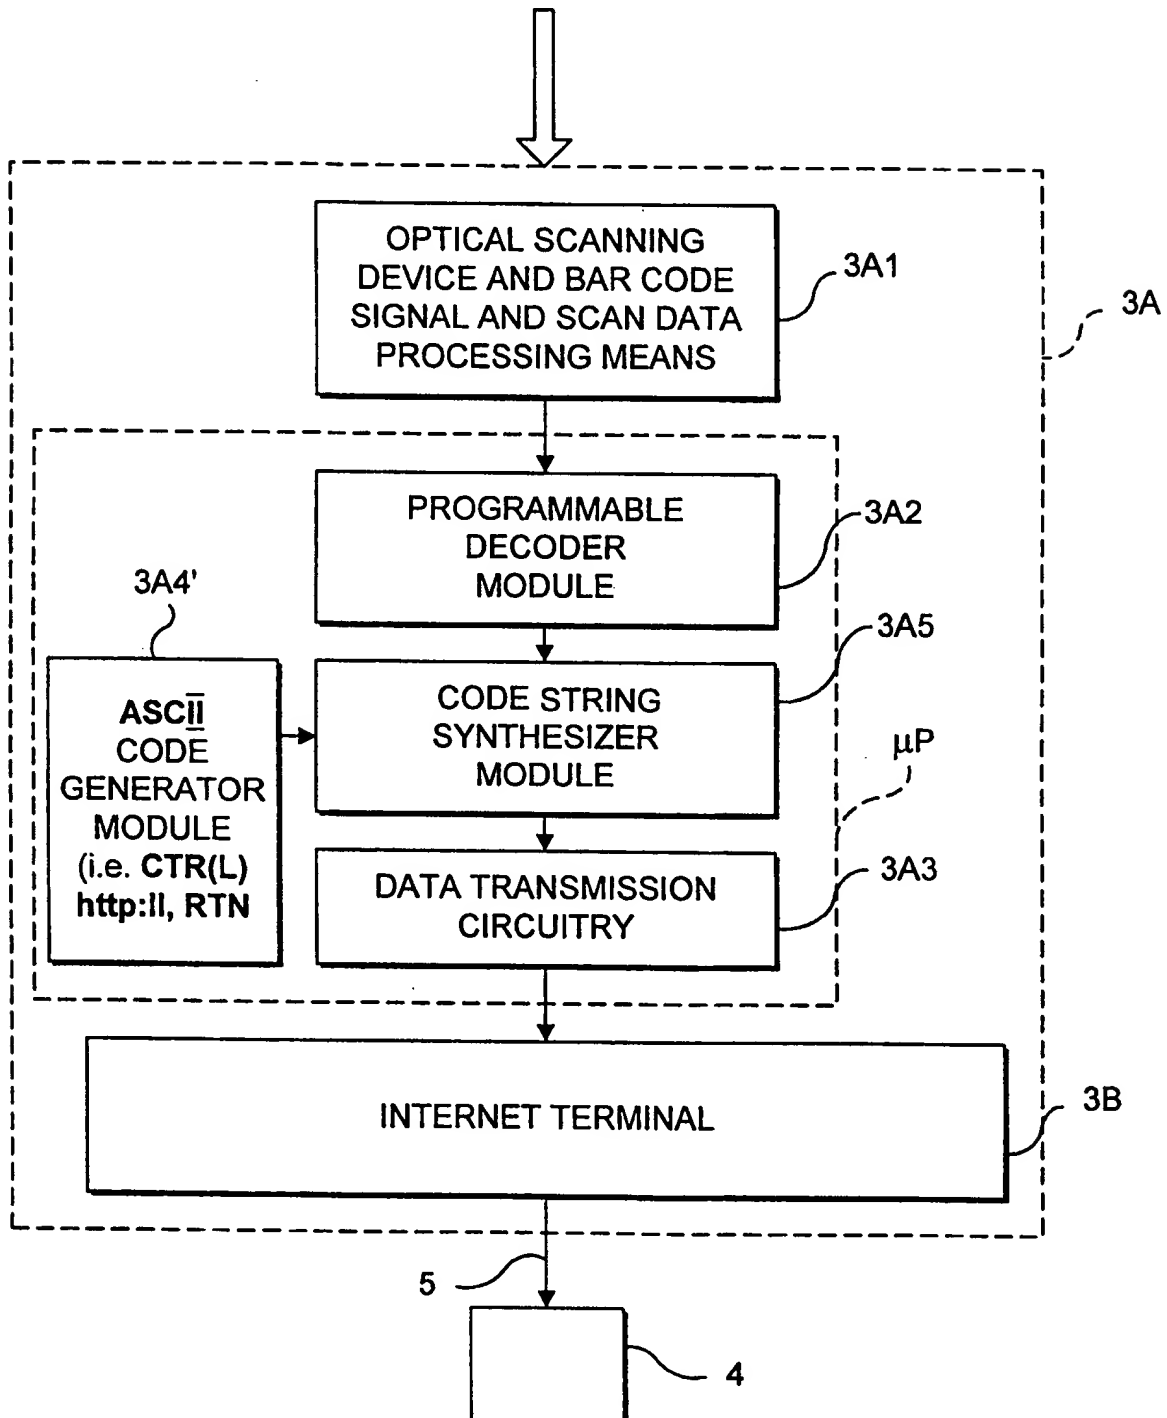 OPTICAL SCANNING
DEVICE AND BAR CODE
SIGNAL AND SCAN DATA
PROCESSING MEANS
3A1
3A
PROGRAMMABLE
DECODER
MODULE
3A2
3A4'
ASCII
CODE
GENERATOR
MODULE
(i.e. CTR(L)
http:II, RTN
CODE STRING
SYNTHESIZER
MODULE
3A5
μP
DATA TRANSMISSION
CIRCUITRY
3A3
INTERNET TERMINAL
3B
5
4